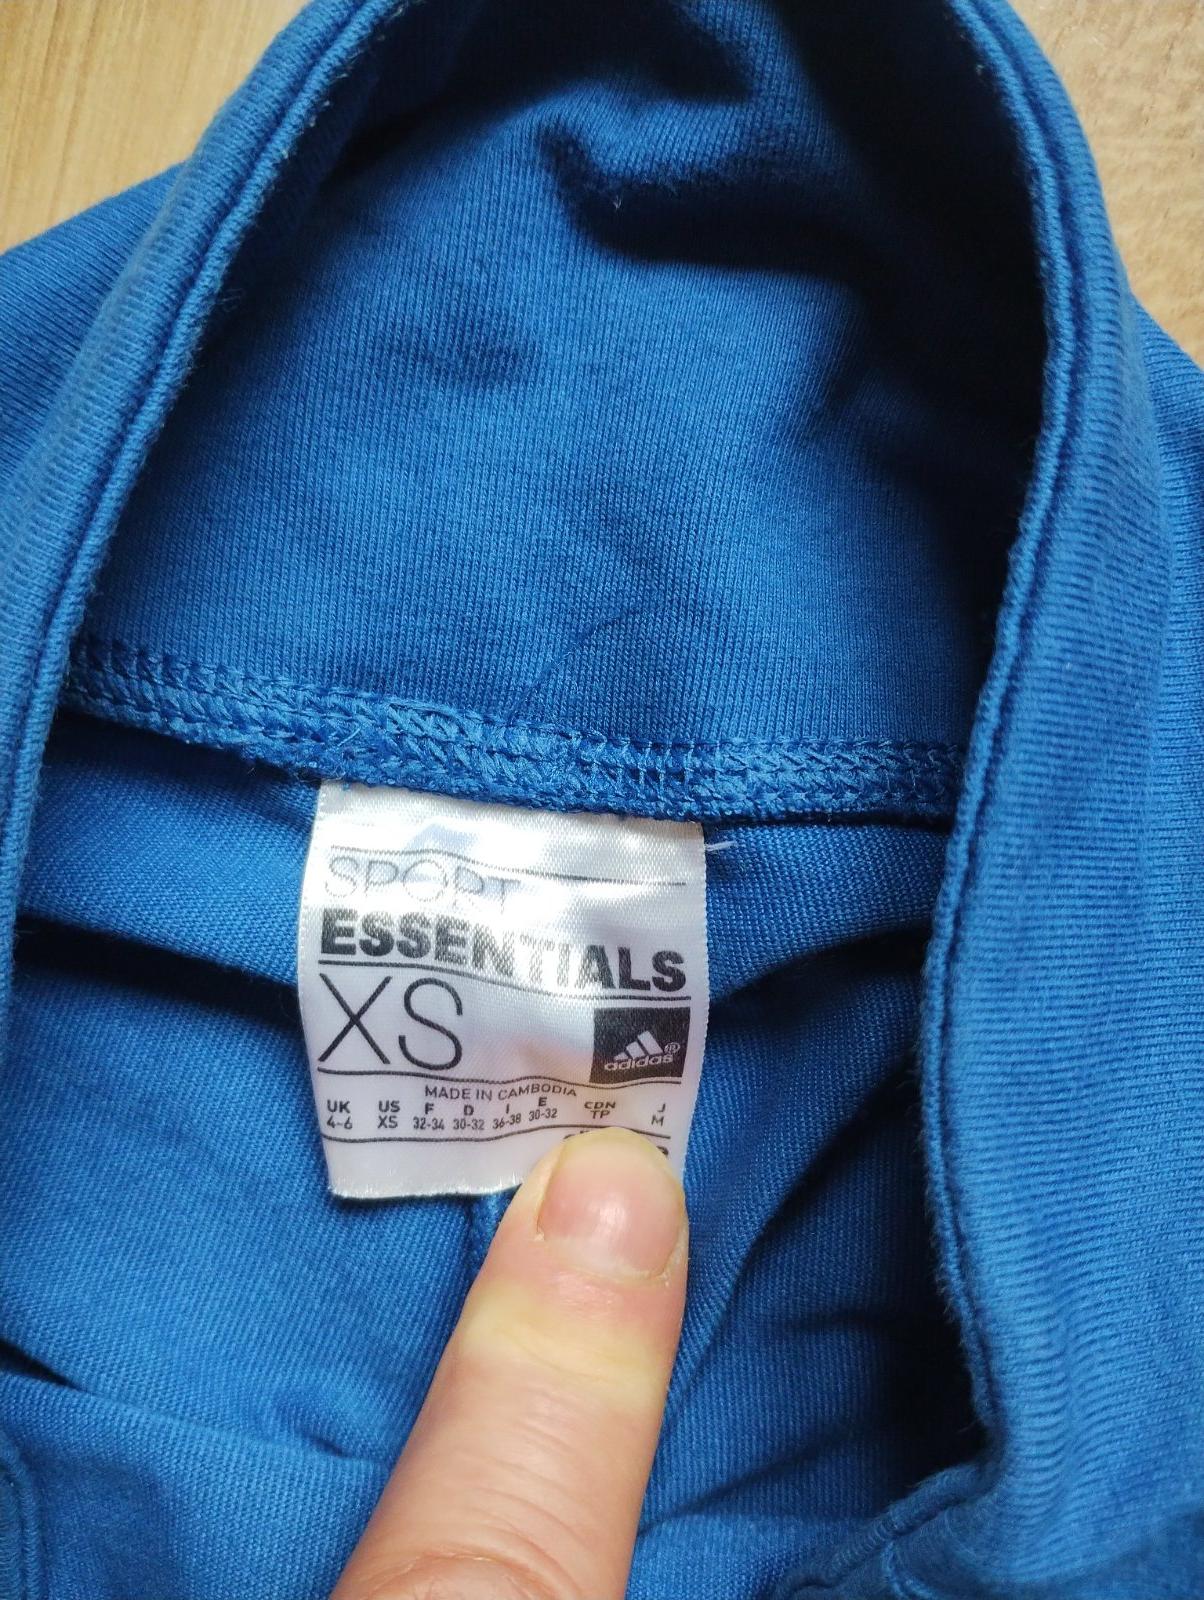 SPORT
ESSENTIALS
XS
adidas®
MADE IN CAMBODIA
UK US F D I E CDN J
4-6 XS 32-34 30-32 36-38 30-32 TP M